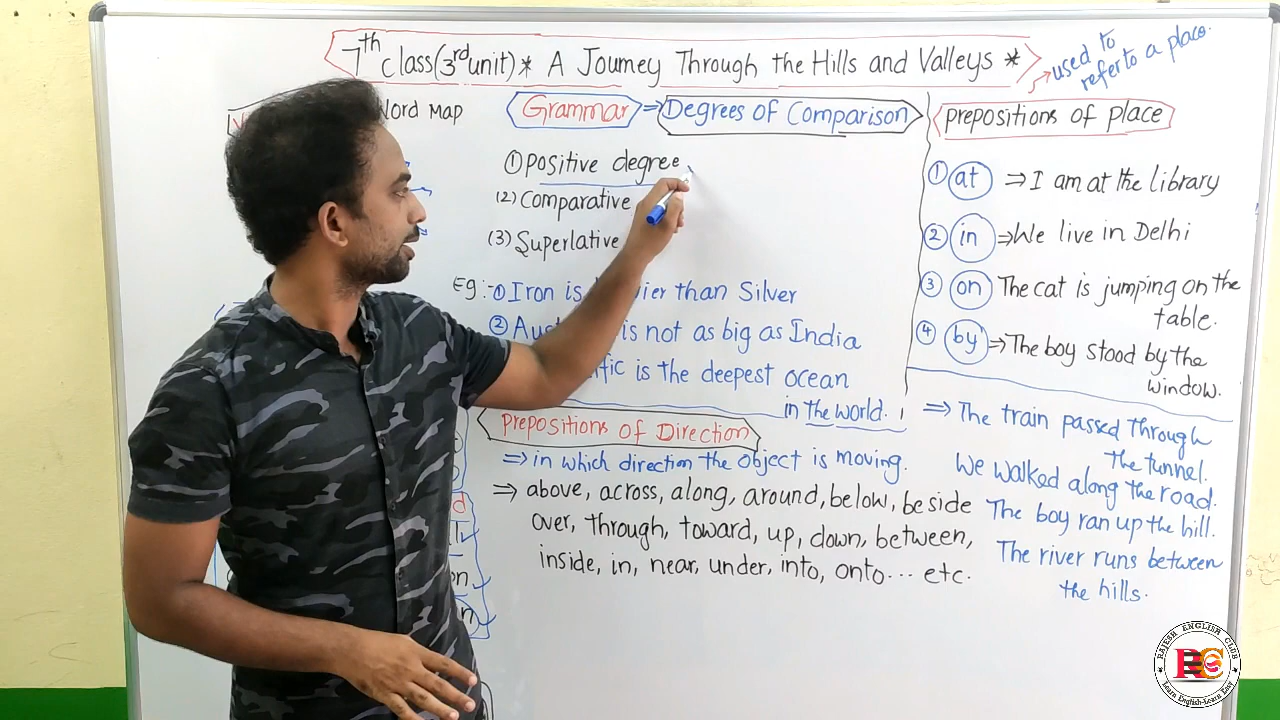 7th class (3rd unit) * A Journey Through the Hills and Valleys *
used to
refer to a place.
Word Map
Grammar ⇒ Degrees of Comparison
① positive degree
(2) Comparative
(3) Superlative
Eg :- ① Iron is than Silver
② is not as big as India
is the deepest ocean
in the world.
prepositions of place
① at ⇒ I am at the library
② in ⇒ We live in Delhi
③ on The cat is jumping on the
table.
④ by ⇒ The boy stood by the
window.
Prepositions of Direction
⇒ in which direction the object is moving.
⇒ above, across, along, around, below, beside
over, through, toward, up, down, between,
inside, in, near, under, into, onto... etc.
⇒ The train passed Through
The tunnel.
We walked along the road.
The boy ran up the hill.
The river runs between
the hills.
RAJESH ENGLISH CLUB
REC